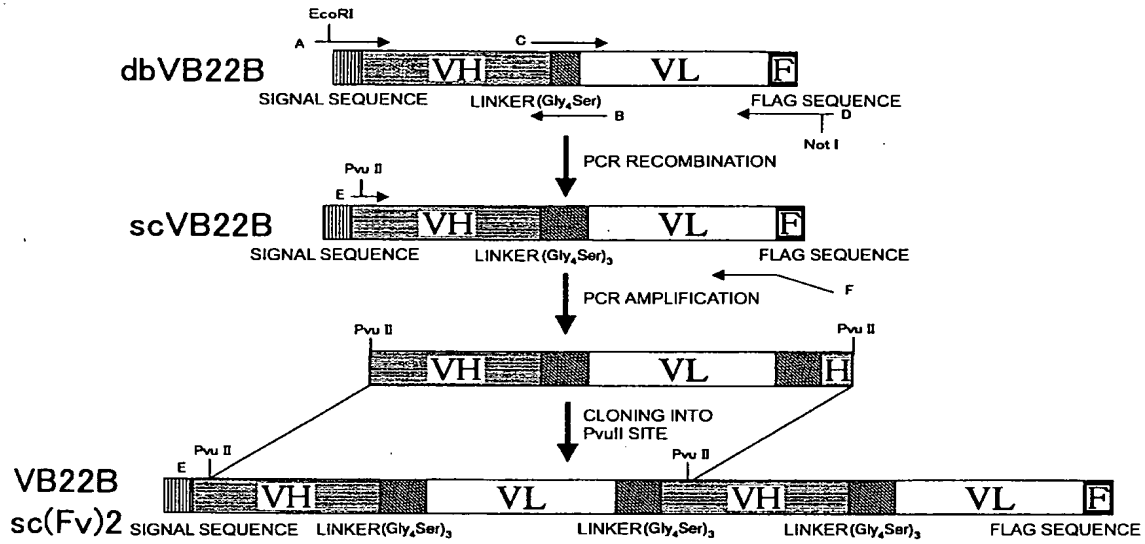 EcoRI
A C
dbVB22B VH VL F
SIGNAL SEQUENCE LINKER(Gly₄Ser) FLAG SEQUENCE
B D
Not I
PCR RECOMBINATION
Pvu II
E
scVB22B VH VL F
SIGNAL SEQUENCE LINKER(Gly₄Ser)₃ FLAG SEQUENCE
F
PCR AMPLIFICATION
Pvu II Pvu II
VH VL H
CLONING INTO
PvuII SITE
Pvu II Pvu II
E
VB22B
sc(Fv)2
VH VL VH VL F
SIGNAL SEQUENCE LINKER(Gly₄Ser)₃ LINKER(Gly₄Ser)₃ LINKER(Gly₄Ser)₃ FLAG SEQUENCE